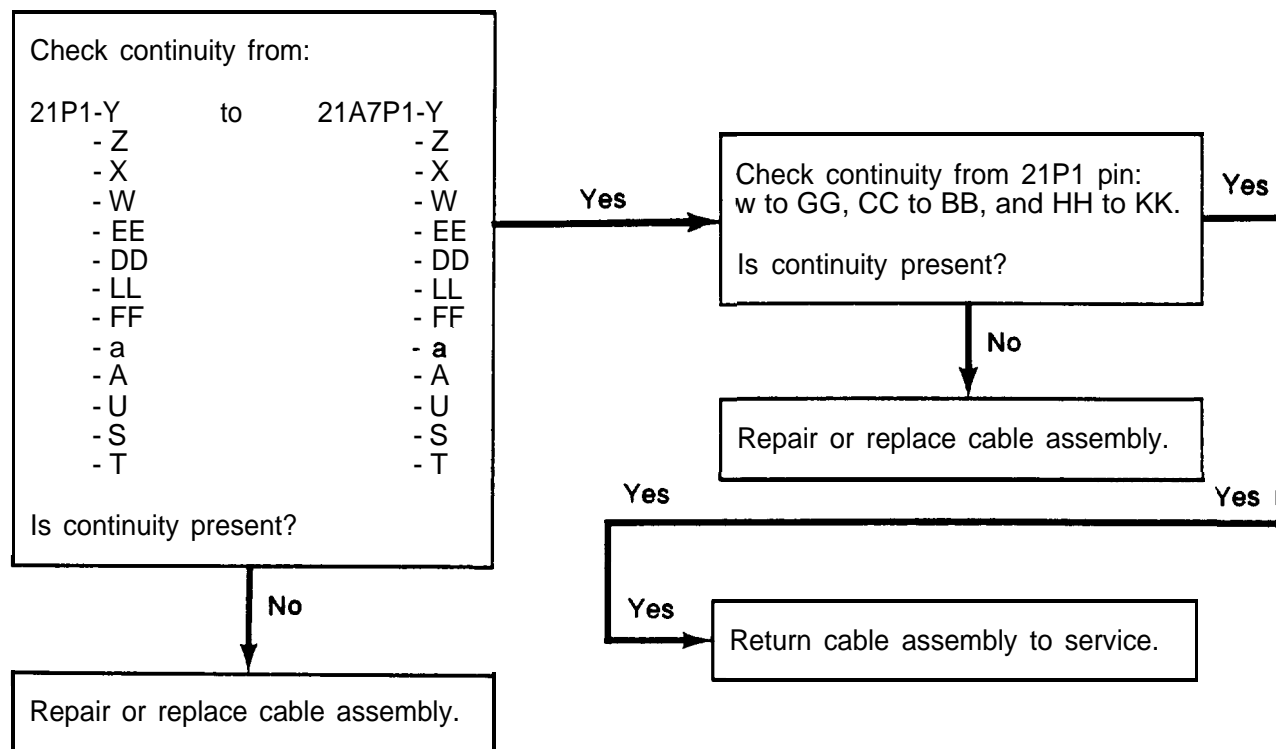 Check continuity from:
21P1-Y to 21A7P1-Y
- Z - Z
- X - X
- W - W
- EE - EE
- DD - DD
- LL - LL
- FF - FF
- a - a
- A - A
- U - U
- S - S
- T - T
Is continuity present?
Yes
No
Repair or replace cable assembly.
Check continuity from 21P1 pin:
w to GG, CC to BB, and HH to KK.
Is continuity present?
Yes
No
Repair or replace cable assembly.
Yes
Yes
Yes
Return cable assembly to service.